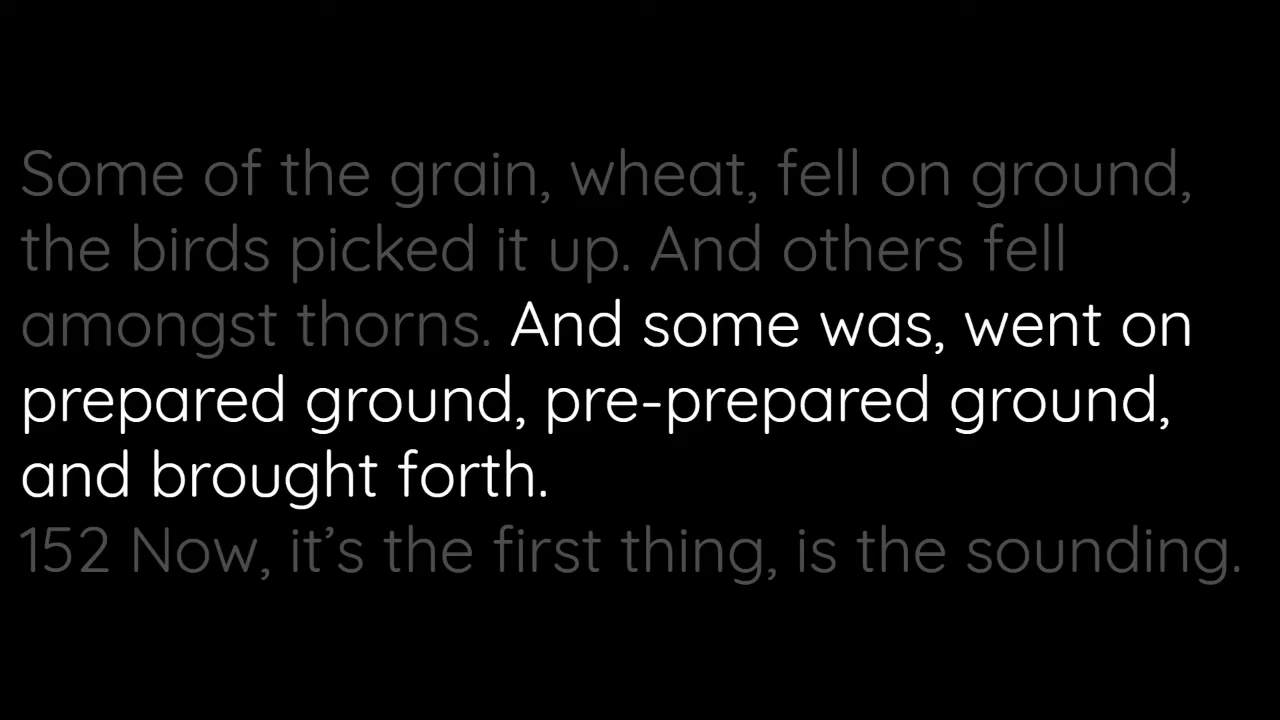 Some of the grain, wheat, fell on ground,
the birds picked it up. And others fell
amongst thorns. And some was, went on
prepared ground, pre-prepared ground,
and brought forth.
152 Now, it’s the first thing, is the sounding.